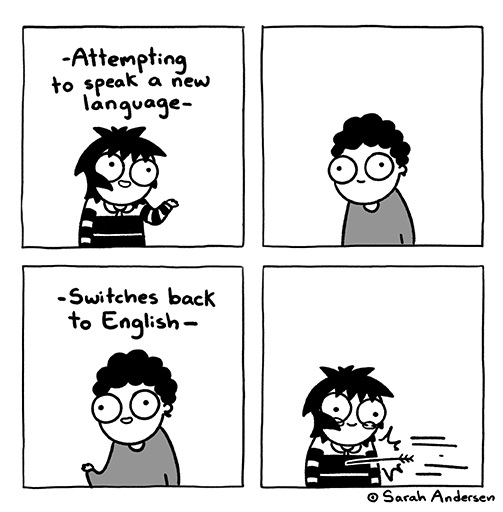 -Attempting
to speak a new
language-
-Switches back
to English-
© Sarah Andersen